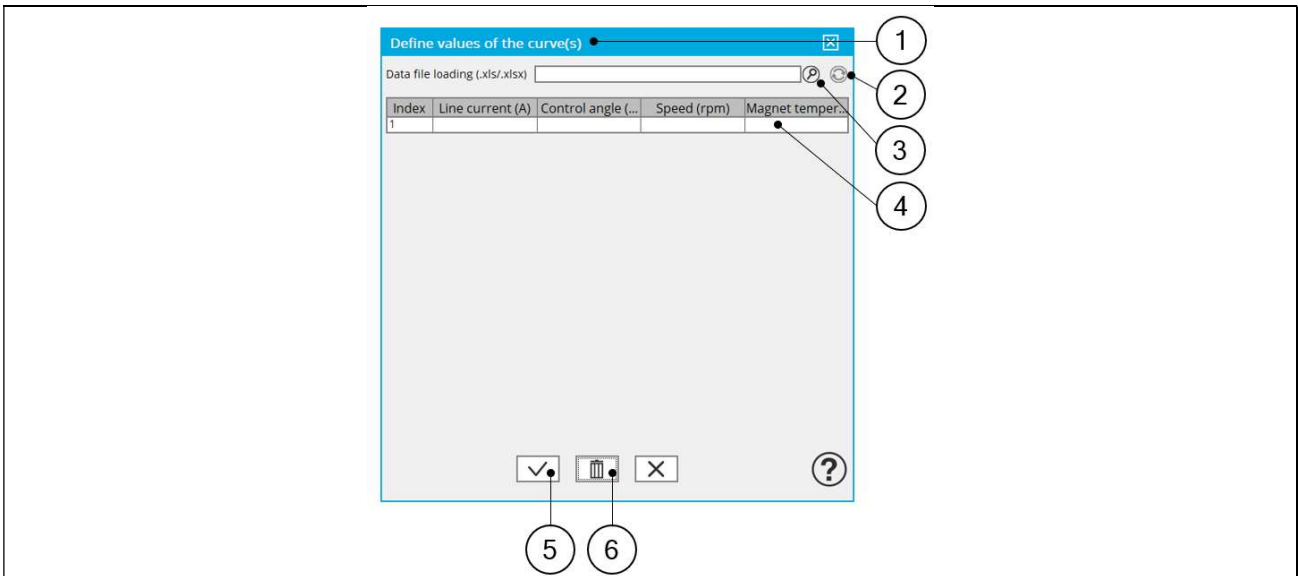 Define values of the curve(s)
1
Data file loading (.xls/.xlsx)
2
Index Line current (A) Control angle (... Speed (rpm) Magnet temper...
1
3
4
?
5 6